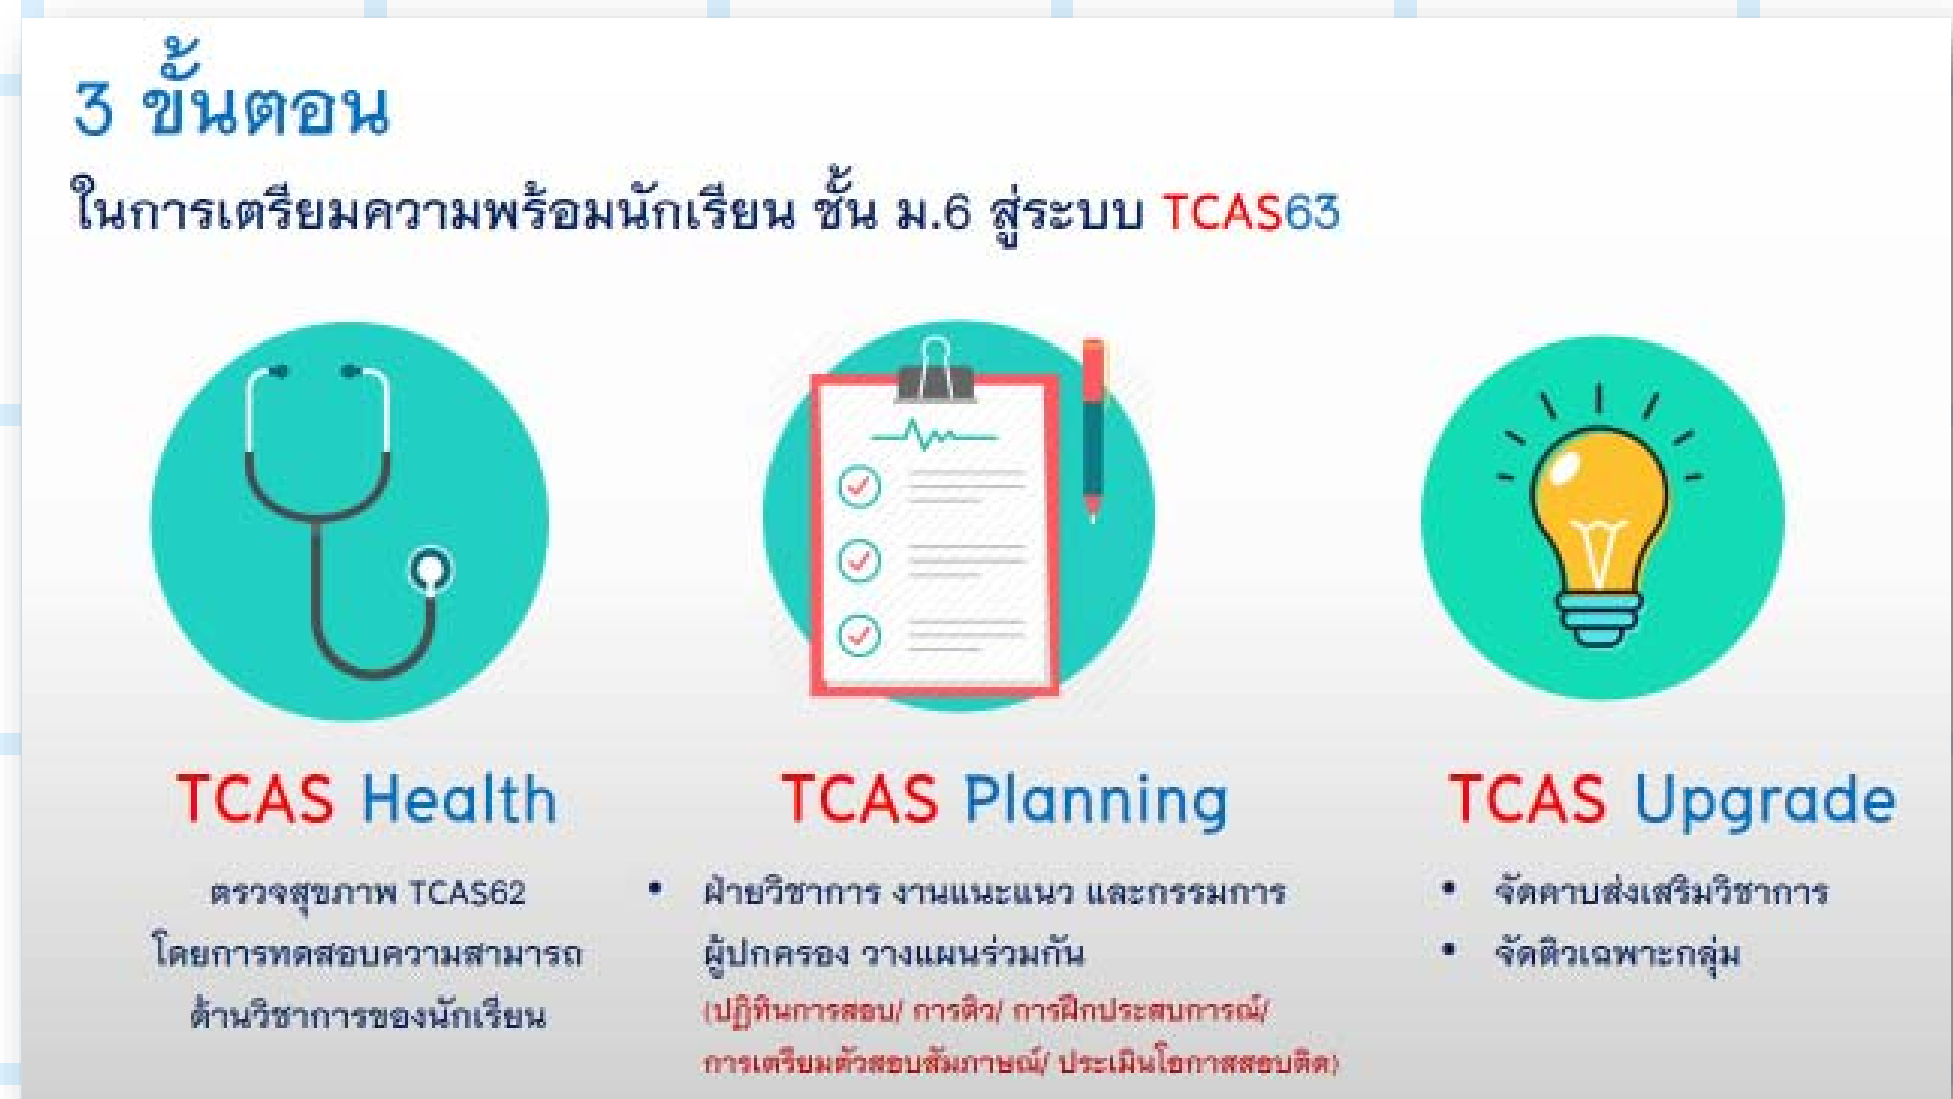 3 ขั้นตอน
ในการเตรียมความพร้อมนักเรียน ชั้น ม.6 สู่ระบบ TCAS63
TCAS Health
ตรวจสุขภาพ TCAS62
โดยการทดสอบความสามารถ
ด้านวิชาการของนักเรียน
TCAS Planning
• ฝ่ายวิชาการ งานแนะแนว และกรรมการ
ผู้ปกครอง วางแผนร่วมกัน
(ปฏิทินการสอบ/ การติว/ การฝึกประสบการณ์/
การเตรียมตัวสอบสัมภาษณ์/ ประเมินโอกาสสอบติด)
TCAS Upgrade
• จัดคาบส่งเสริมวิชาการ
• จัดติวเฉพาะกลุ่ม